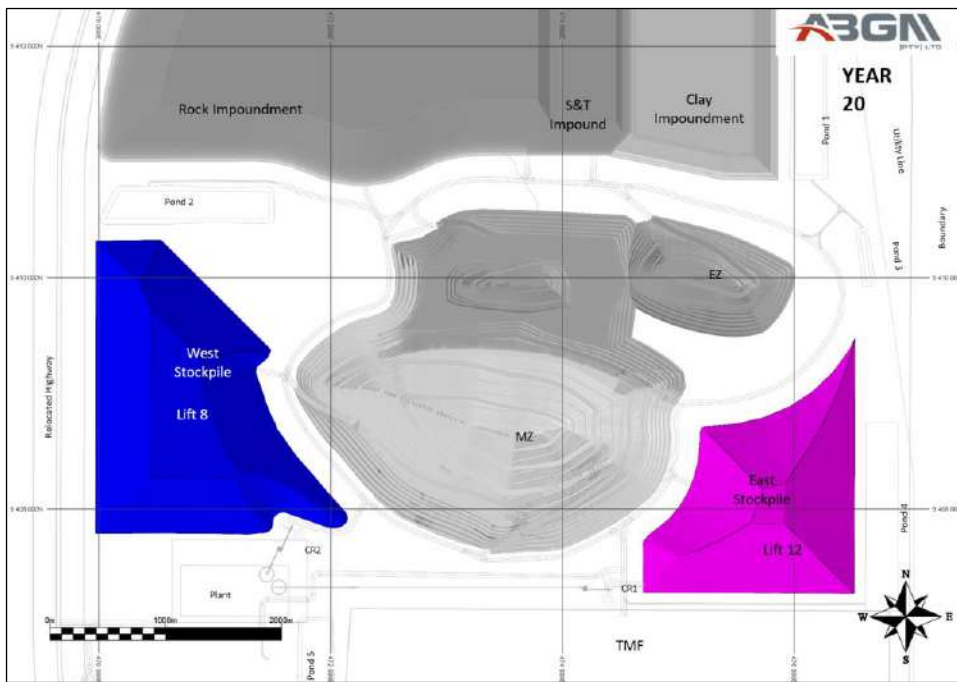 ABGM
(PTY) LTD
YEAR
20
Rock Impoundment
S&T
Impound
Clay
Impoundment
Pond 1
Utility Line
Boundary
Pond 2
Pond 3
EZ
West
Stockpile
Lift 8
Relocated Highway
MZ
East
Stockpile
Lift 12
Pond 4
CR2
CR1
Plant
0m
1000m
2000m
TMF
Pond 5
N
W
E
S